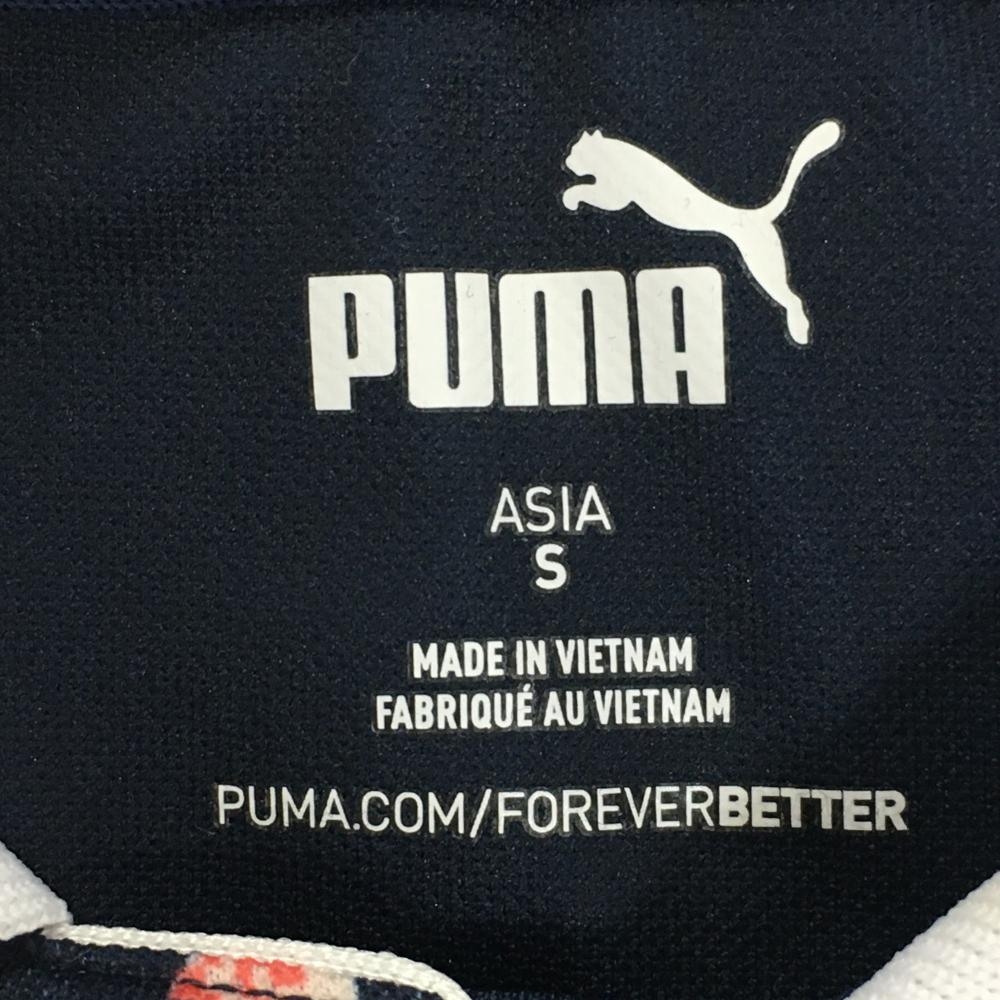 PUMA
ASIA
S
MADE IN VIETNAM
FABRIQUÉ AU VIETNAM
PUMA.COM/FOREVERBETTER